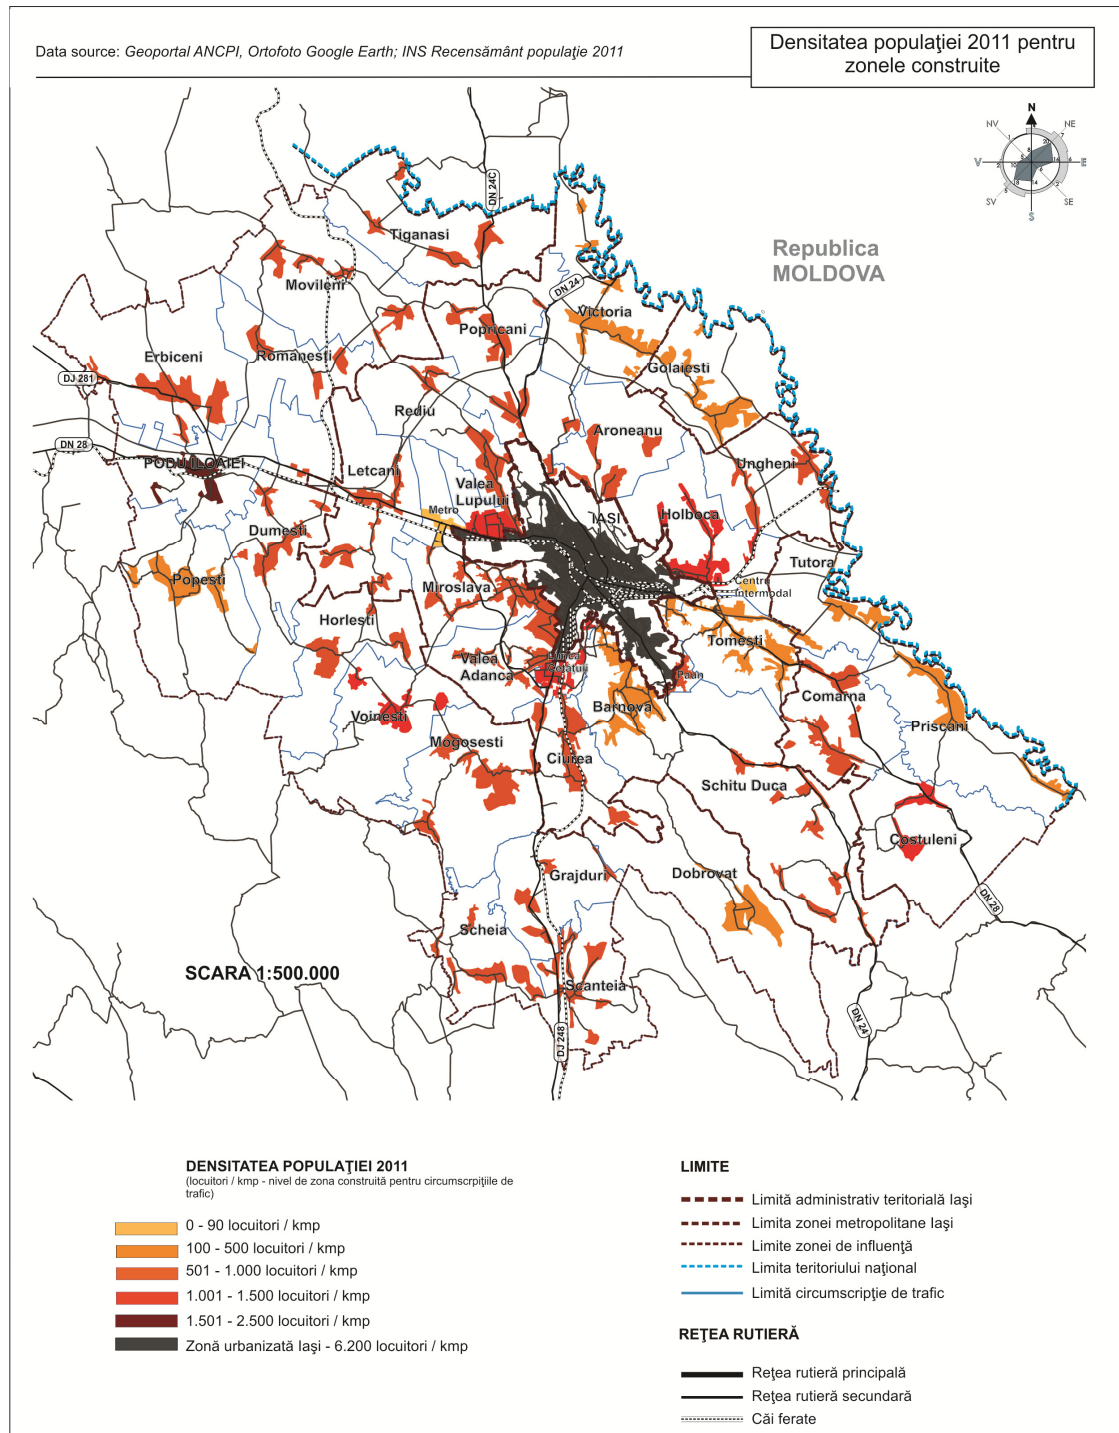 Data source: Geoportal ANCPI, Ortofoto Google Earth; INS Recensământ populaţie 2011
Densitatea populaţiei 2011 pentru
zonele construite
N
NV
NE
V
E
SV
SE
S
Republica
MOLDOVA
DN 24C
Tiganasi
Movileni
DN 24
Victoria
Popricani
Erbiceni
Romanesti
Golaiesti
DJ 281
Rediu
Aroneanu
DN 28
PODU ILOAIEI
Letcani
Ungheni
Valea
Lupului
Metro
IASI
Holboca
Dumesti
Tutora
Popesti
Miroslava
Centru
Intermodal
Horlesti
Tomesti
Valea
Adanca
Lunca
Cetatuii
Paun
Comarna
Barnova
Voinesti
Priscani
Mogosesti
Ciurea
Schitu Duca
Costuleni
Grajduri
Dobrovat
DN 28
Scheia
SCARA 1:500.000
Scanteia
DN 24
DJ 248
DENSITATEA POPULAŢIEI 2011
(locuitori / kmp - nivel de zona construită pentru circumscrpiţiile de
trafic)
0 - 90 locuitori / kmp
100 - 500 locuitori / kmp
501 - 1.000 locuitori / kmp
1.001 - 1.500 locuitori / kmp
1.501 - 2.500 locuitori / kmp
Zonă urbanizată Iaşi - 6.200 locuitori / kmp
LIMITE
Limită administrativ teritorială Iaşi
Limita zonei metropolitane Iaşi
Limite zonei de influenţă
Limita teritoriului naţional
Limită circumscripţie de trafic
REŢEA RUTIERĂ
Reţea rutieră principală
Reţea rutieră secundară
Căi ferate